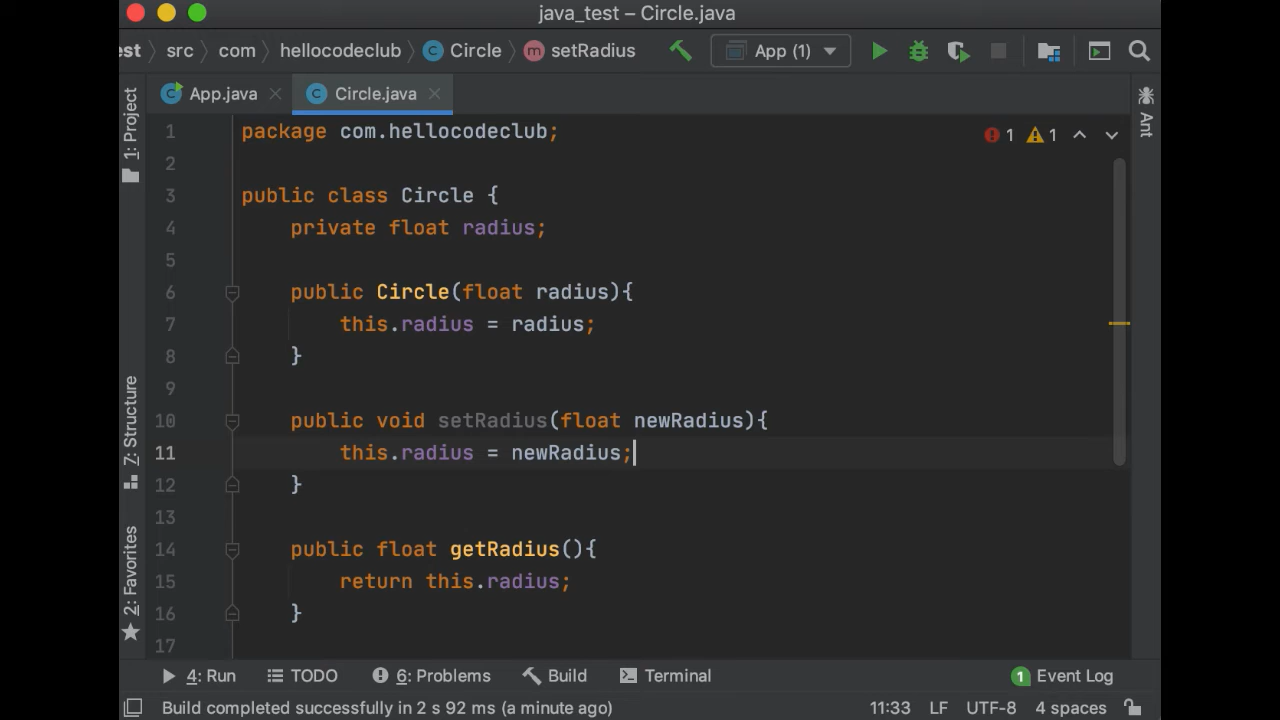 java_test – Circle.java
est src com hellocodeclub C Circle m setRadius App (1)
C App.java C Circle.java
1: Project
7: Structure
2: Favorites
Ant
1 1
1 package com.hellocodeclub;
2
3 public class Circle {
4 private float radius;
5
6 public Circle(float radius){
7 this.radius = radius;
8 }
9
10 public void setRadius(float newRadius){
11 this.radius = newRadius;
12 }
13
14 public float getRadius(){
15 return this.radius;
16 }
17
4: Run TODO 6: Problems Build Terminal 1 Event Log
Build completed successfully in 2 s 92 ms (a minute ago) 11:33 LF UTF-8 4 spaces